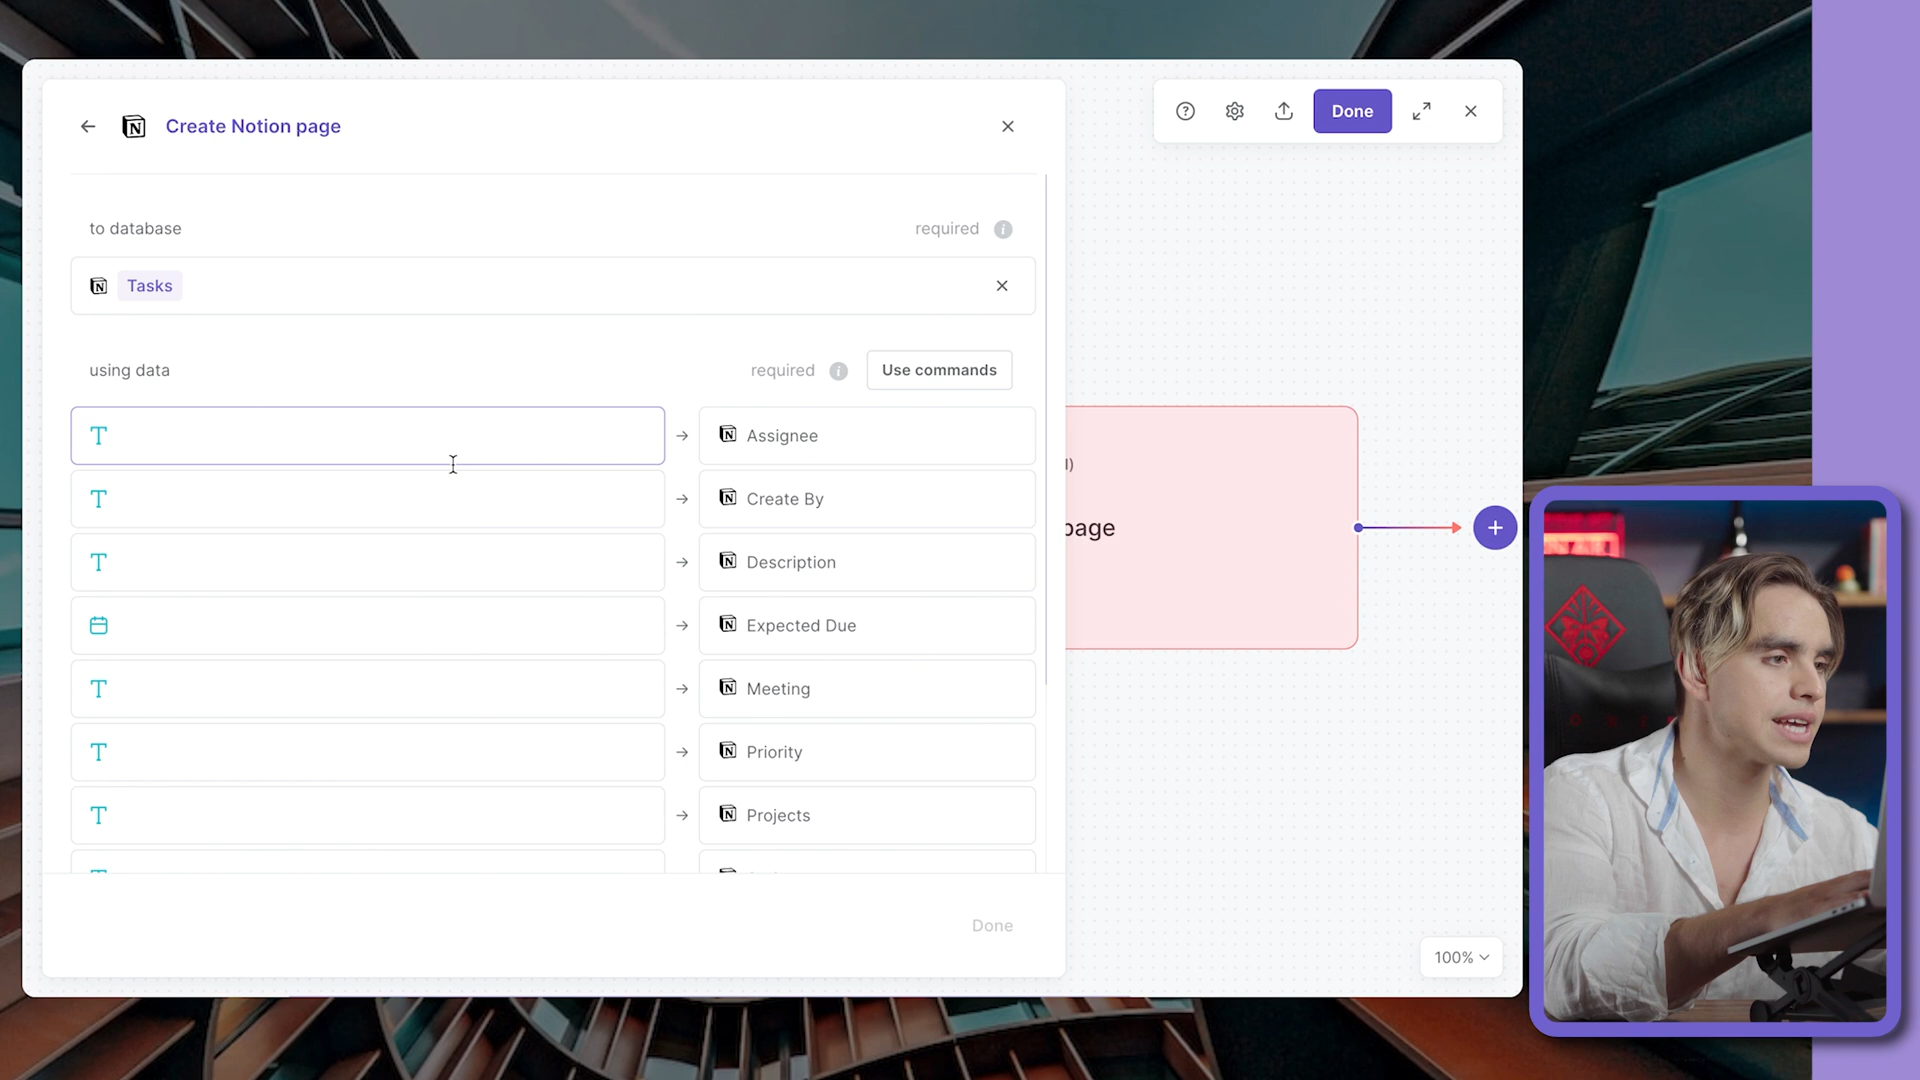 Create Notion page
Done
to database
required
Tasks
using data
required
Use commands
Assignee
Create By
Description
Expected Due
Meeting
Priority
Projects
Done
l)
page
100%